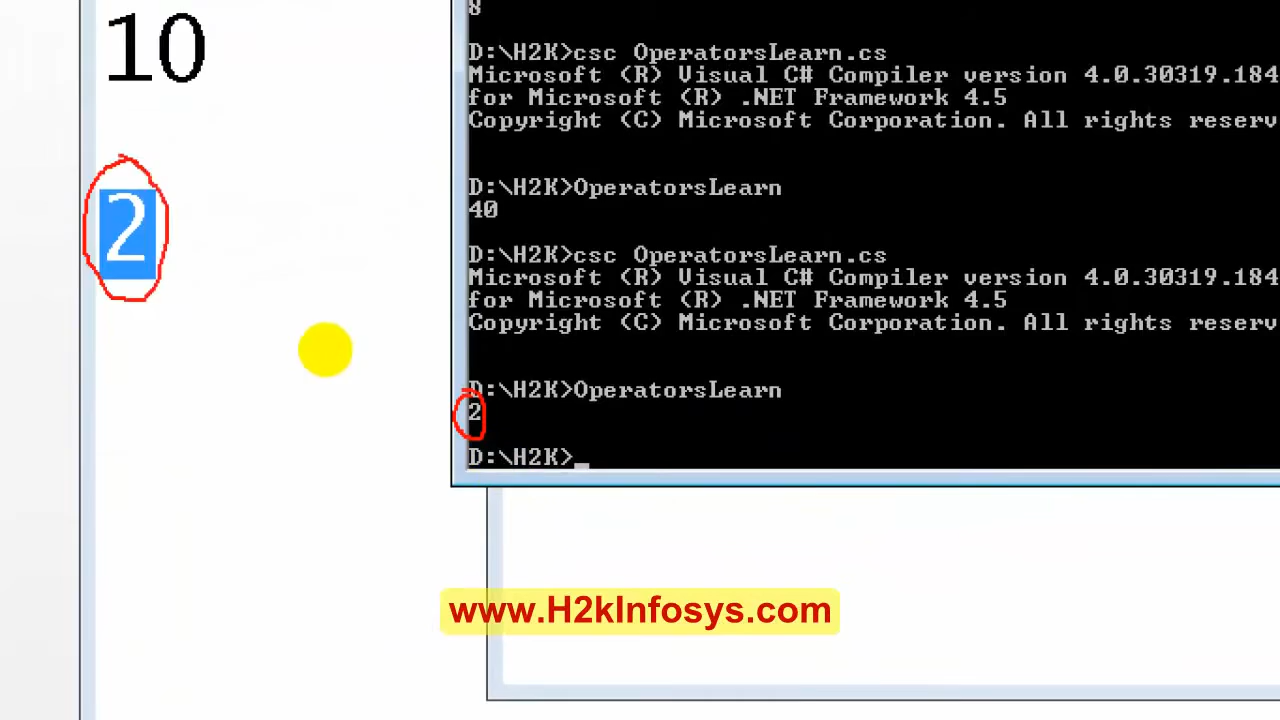 10
2
8
D:\H2K>csc OperatorsLearn.cs
Microsoft (R) Visual C# Compiler version 4.0.30319.184
for Microsoft (R) .NET Framework 4.5
Copyright (C) Microsoft Corporation. All rights reserv
D:\H2K>OperatorsLearn
40
D:\H2K>csc OperatorsLearn.cs
Microsoft (R) Visual C# Compiler version 4.0.30319.184
for Microsoft (R) .NET Framework 4.5
Copyright (C) Microsoft Corporation. All rights reserv
D:\H2K>OperatorsLearn
2
D:\H2K>_
www.H2kInfosys.com